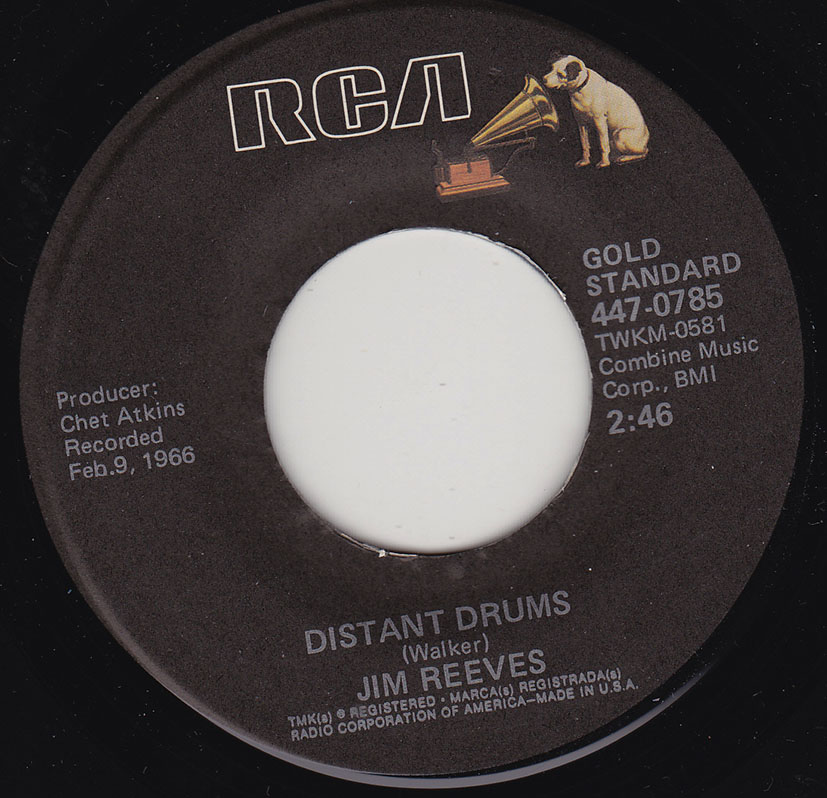 RCA
GOLD
STANDARD
447-0785
TWKM-0581
Combine Music
Corp., BMI
2:46
Producer:
Chet Atkins
Recorded
Feb.9, 1966
DISTANT DRUMS
(Walker)
JIM REEVES
TMK(s) ® REGISTERED • MARCA(s) REGISTRADA(s)
RADIO CORPORATION OF AMERICA—MADE IN U.S.A.